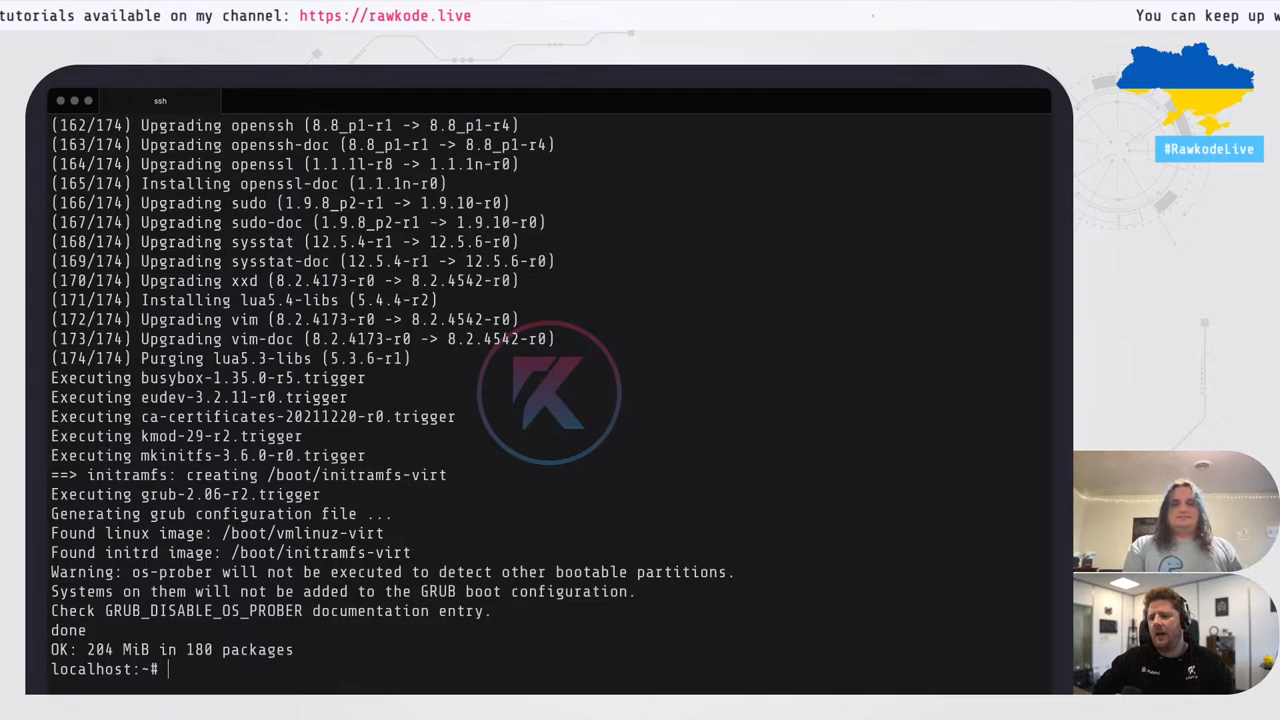 tutorials available on my channel: https://rawkode.live
You can keep up w
#RawkodeLive
ssh
(162/174) Upgrading openssh (8.8_p1-r1 -> 8.8_p1-r4)
(163/174) Upgrading openssh-doc (8.8_p1-r1 -> 8.8_p1-r4)
(164/174) Upgrading openssl (1.1.1l-r8 -> 1.1.1n-r0)
(165/174) Installing openssl-doc (1.1.1n-r0)
(166/174) Upgrading sudo (1.9.8_p2-r1 -> 1.9.10-r0)
(167/174) Upgrading sudo-doc (1.9.8_p2-r1 -> 1.9.10-r0)
(168/174) Upgrading sysstat (12.5.4-r1 -> 12.5.6-r0)
(169/174) Upgrading sysstat-doc (12.5.4-r1 -> 12.5.6-r0)
(170/174) Upgrading xxd (8.2.4173-r0 -> 8.2.4542-r0)
(171/174) Installing lua5.4-libs (5.4.4-r2)
(172/174) Upgrading vim (8.2.4173-r0 -> 8.2.4542-r0)
(173/174) Upgrading vim-doc (8.2.4173-r0 -> 8.2.4542-r0)
(174/174) Purging lua5.3-libs (5.3.6-r1)
Executing busybox-1.35.0-r5.trigger
Executing eudev-3.2.11-r0.trigger
Executing ca-certificates-20211220-r0.trigger
Executing kmod-29-r2.trigger
Executing mkinitfs-3.6.0-r0.trigger
==> initramfs: creating /boot/initramfs-virt
Executing grub-2.06-r2.trigger
Generating grub configuration file ...
Found linux image: /boot/vmlinuz-virt
Found initrd image: /boot/initramfs-virt
Warning: os-prober will not be executed to detect other bootable partitions.
Systems on them will not be added to the GRUB boot configuration.
Check GRUB_DISABLE_OS_PROBER documentation entry.
done
OK: 204 MiB in 180 packages
localhost:~#